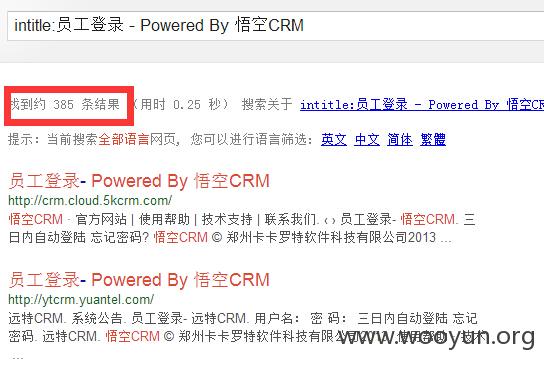 intitle:员工登录 - Powered By 悟空CRM
找到约 385 条结果 （用时 0.25 秒） 搜索关于 intitle:员工登录 - Powered By 悟空C
提示：当前搜索全部语言网页，您可以进行语言筛选：英文 中文 简体 繁體
员工登录- Powered By 悟空CRM
http://crm.cloud.5kcrm.com/
悟空CRM · 官方网站 | 使用帮助 | 技术支持 | 联系我们. ‹ › 员工登录- 悟空CRM. 三
日内自动登陆 忘记密码? 悟空CRM © 郑州卡卡罗特软件科技有限公司2013 ...
员工登录- Powered By 悟空CRM
http://ytcrm.yuantel.com/
远特CRM. 系统公告. 员工登录- 远特CRM. 用户名： 密 码： 三日内自动登陆 忘记
密码. 远特CRM. 悟空CRM © 郑州卡卡罗特软件科技有限公司. 使用帮助 · 技术
...
www.wooyun.org